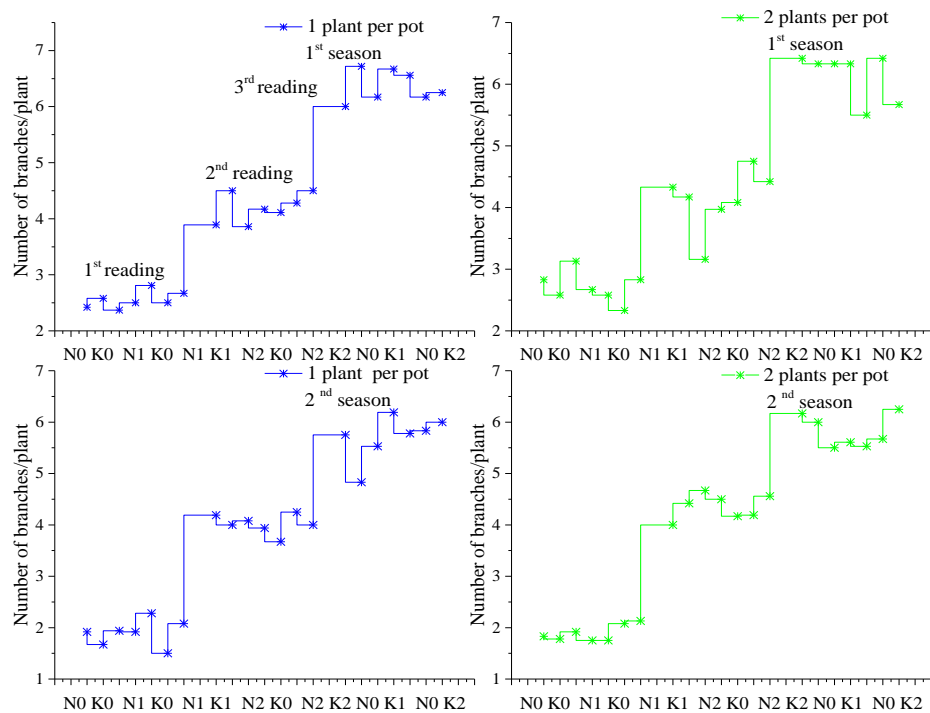 1 plant per pot
1st season
3rd reading
2nd reading
1st reading
Number of branches/plant
7
6
5
4
3
2
N0 K0 N1 K0 N1 K1 N2 K0 N2 K2 N0 K1 N0 K2
2 plants per pot
1st season
Number of branches/plant
7
6
5
4
3
2
N0 K0 N1 K0 N1 K1 N2 K0 N2 K2 N0 K1 N0 K2
1 plant per pot
2nd season
Number of branches/plant
7
6
5
4
3
2
1
N0 K0 N1 K0 N1 K1 N2 K0 N2 K2 N0 K1 N0 K2
2 plants per pot
2nd season
Number of branches/plant
7
6
5
4
3
2
1
N0 K0 N1 K0 N1 K1 N2 K0 N2 K2 N0 K1 N0 K2